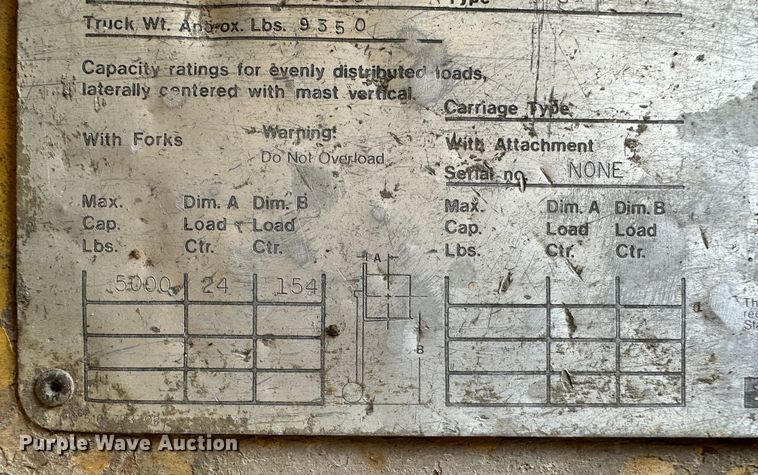 Type
Truck Wt. Approx. Lbs. 9350
Capacity ratings for evenly distributed loads,
laterally centered with mast vertical.
Carriage Type
With Forks
Warning!
Do Not Overload
With Attachment
Serial no. NONE
Max. Dim. A Dim. B
Cap. Load Load
Lbs. Ctr. Ctr.
5000 24 154
A
B
Max. Dim. A Dim. B
Cap. Load Load
Lbs. Ctr. Ctr.
Purple Wave Auction